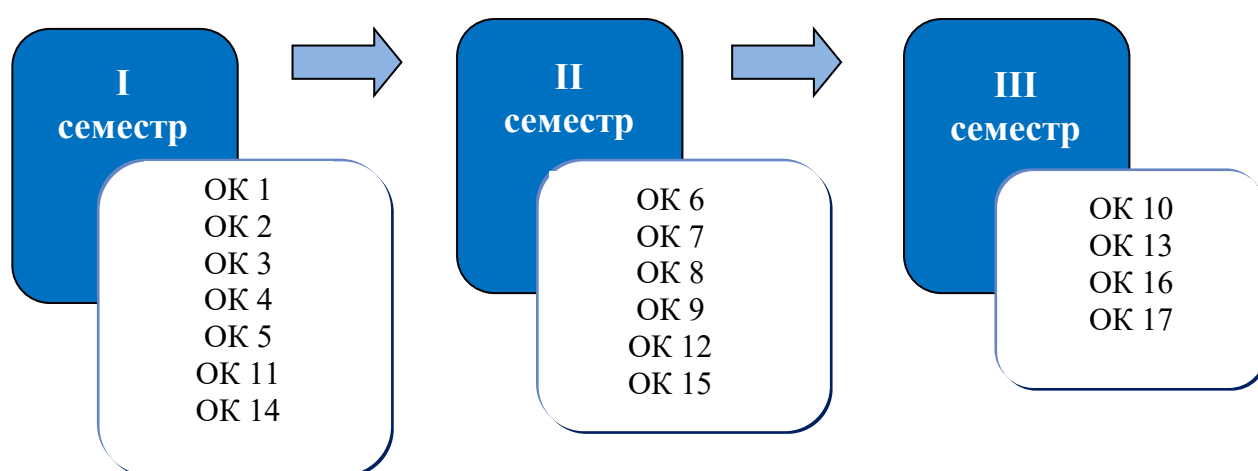 I
семестр
ОК 1
ОК 2
ОК 3
ОК 4
ОК 5
ОК 11
ОК 14
II
семестр
ОК 6
ОК 7
ОК 8
ОК 9
ОК 12
ОК 15
III
семестр
ОК 10
ОК 13
ОК 16
ОК 17